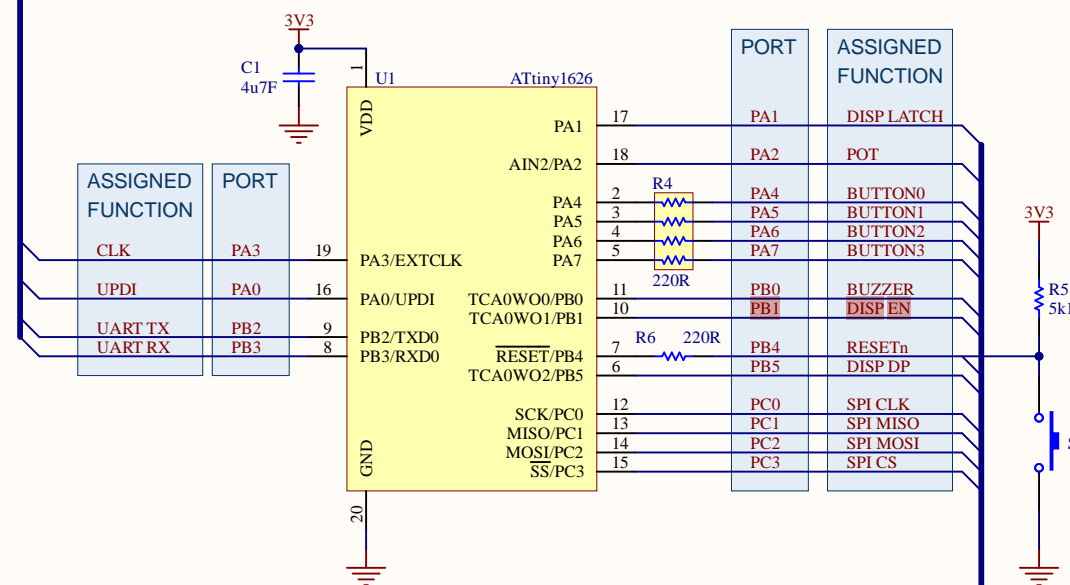 3V3
C1
4u7F
1
U1
ATtiny1626
VDD
PORT
ASSIGNED
FUNCTION
PA1
17
PA1
DISP LATCH
AIN2/PA2
18
PA2
POT
R4
PA4
2
PA4
BUTTON0
PA5
3
PA5
BUTTON1
PA6
4
PA6
BUTTON2
PA7
5
PA7
BUTTON3
220R
ASSIGNED
FUNCTION
PORT
CLK
PA3
19
PA3/EXTCLK
UPDI
PA0
16
PA0/UPDI
UART TX
PB2
9
PB2/TXD0
UART RX
PB3
8
PB3/RXD0
TCA0WO0/PB0
11
PB0
BUZZER
TCA0WO1/PB1
10
PB1
DISP EN
R6
220R
RESET/PB4
7
PB4
RESETn
TCA0WO2/PB5
6
PB5
DISP DP
SCK/PC0
12
PC0
SPI CLK
MISO/PC1
13
PC1
SPI MISO
MOSI/PC2
14
PC2
SPI MOSI
SS/PC3
15
PC3
SPI CS
GND
20
3V3
R5
5k1